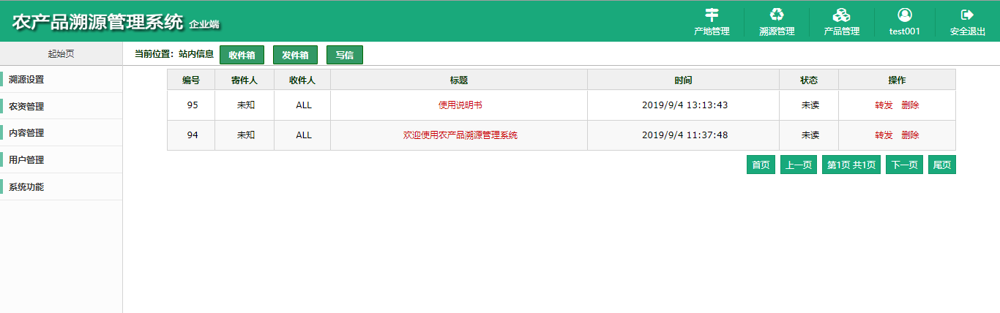 农产品溯源管理系统 企业端
产地管理 溯源管理 产品管理 test001 安全退出
起始页
溯源设置
农资管理
内容管理
用户管理
系统功能
当前位置：站内信息 收件箱 发件箱 写信
编号 寄件人 收件人 标题 时间 状态 操作
95 未知 ALL 使用说明书 2019/9/4 13:13:43 未读 转发 删除
94 未知 ALL 欢迎使用农产品溯源管理系统 2019/9/4 11:37:48 未读 转发 删除
首页 上一页 第1页 共1页 下一页 尾页